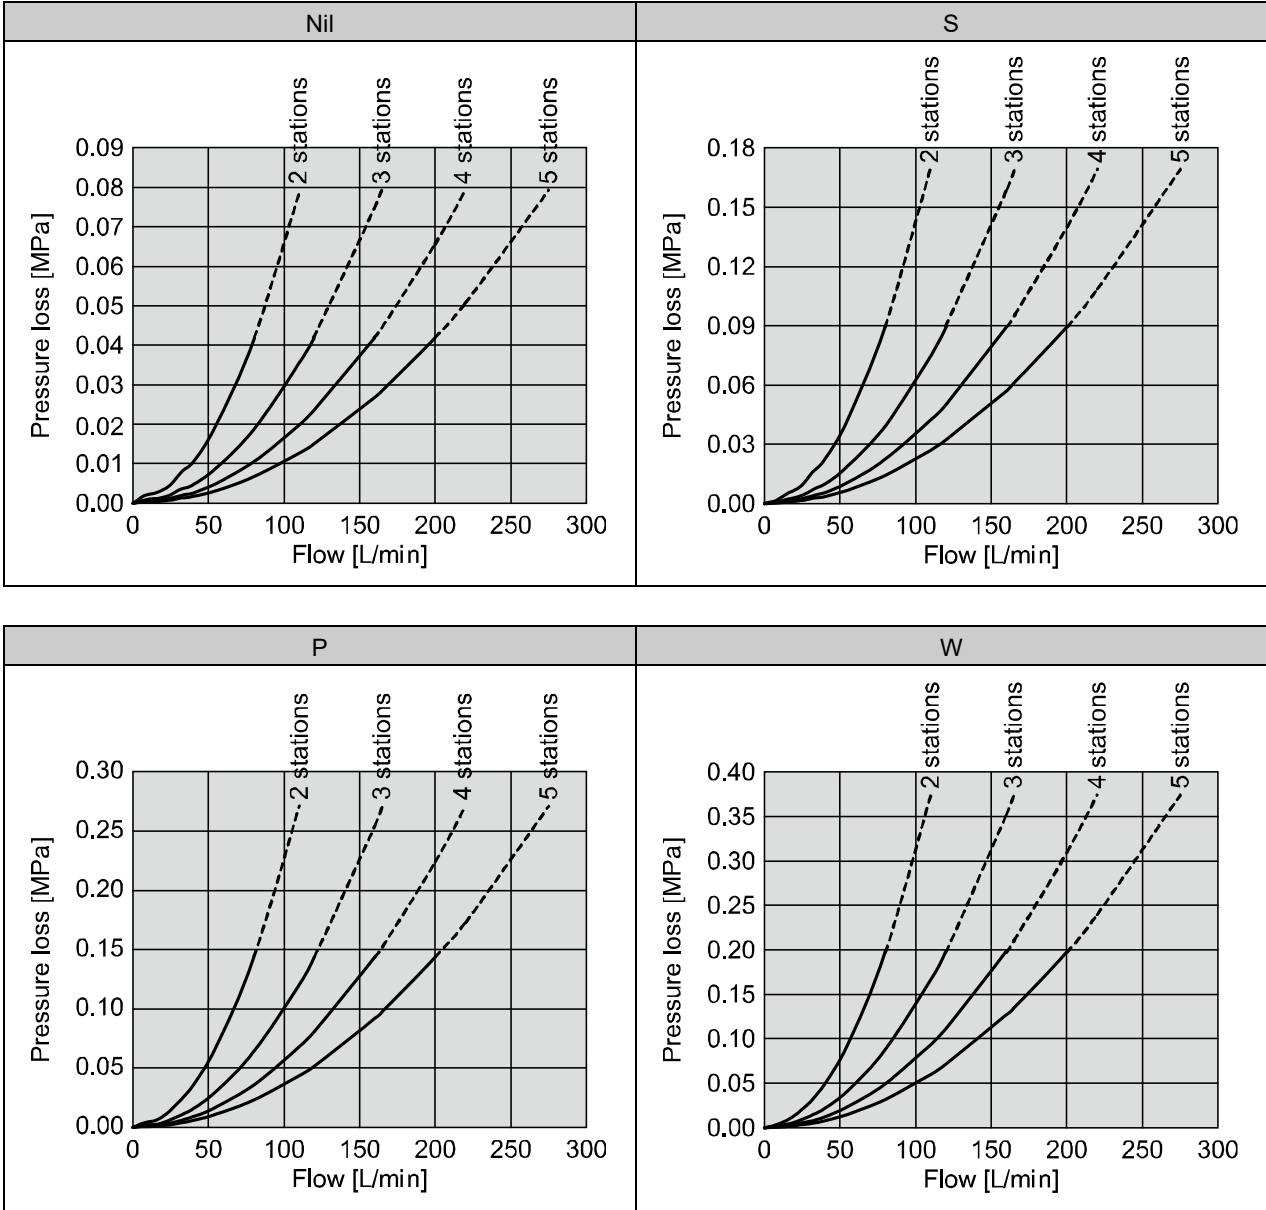 Nil
S
2 stations
3 stations
4 stations
5 stations
Pressure loss [MPa]
0.09
0.08
0.07
0.06
0.05
0.04
0.03
0.02
0.01
0.00
0 50 100 150 200 250 300
Flow [L/min]
2 stations
3 stations
4 stations
5 stations
Pressure loss [MPa]
0.18
0.15
0.12
0.09
0.06
0.03
0.00
0 50 100 150 200 250 300
Flow [L/min]
P
W
2 stations
3 stations
4 stations
5 stations
Pressure loss [MPa]
0.30
0.25
0.20
0.15
0.10
0.05
0.00
0 50 100 150 200 250 300
Flow [L/min]
2 stations
3 stations
4 stations
5 stations
Pressure loss [MPa]
0.40
0.35
0.30
0.25
0.20
0.15
0.10
0.05
0.00
0 50 100 150 200 250 300
Flow [L/min]